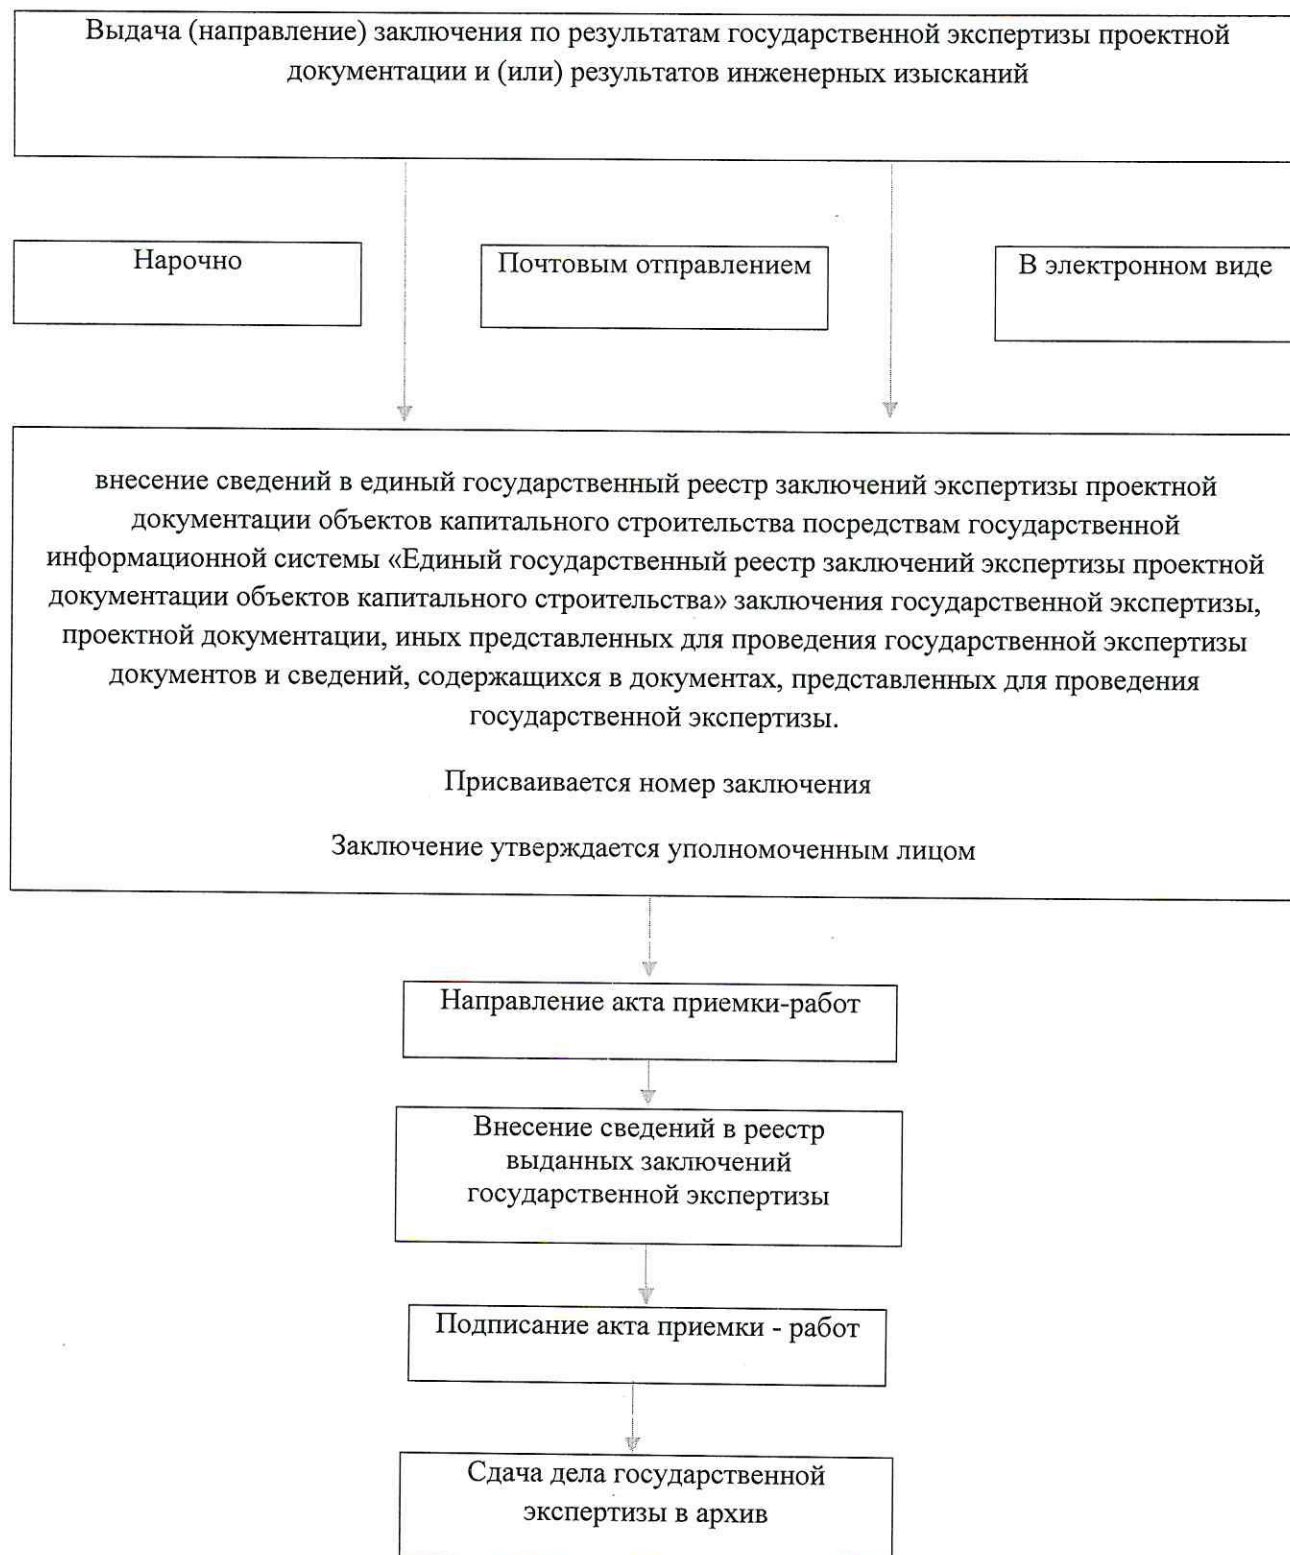 Выдача (направление) заключения по результатам государственной экспертизы проектной
документации и (или) результатов инженерных изысканий
Нарочно
Почтовым отправлением
В электронном виде
внесение сведений в единый государственный реестр заключений экспертизы проектной
документации объектов капитального строительства посредствам государственной
информационной системы «Единый государственный реестр заключений экспертизы проектной
документации объектов капитального строительства» заключения государственной экспертизы,
проектной документации, иных представленных для проведения государственной экспертизы
документов и сведений, содержащихся в документах, представленных для проведения
государственной экспертизы.
Присваивается номер заключения
Заключение утверждается уполномоченным лицом
Направление акта приемки-работ
Внесение сведений в реестр
выданных заключений
государственной экспертизы
Подписание акта приемки - работ
Сдача дела государственной
экспертизы в архив